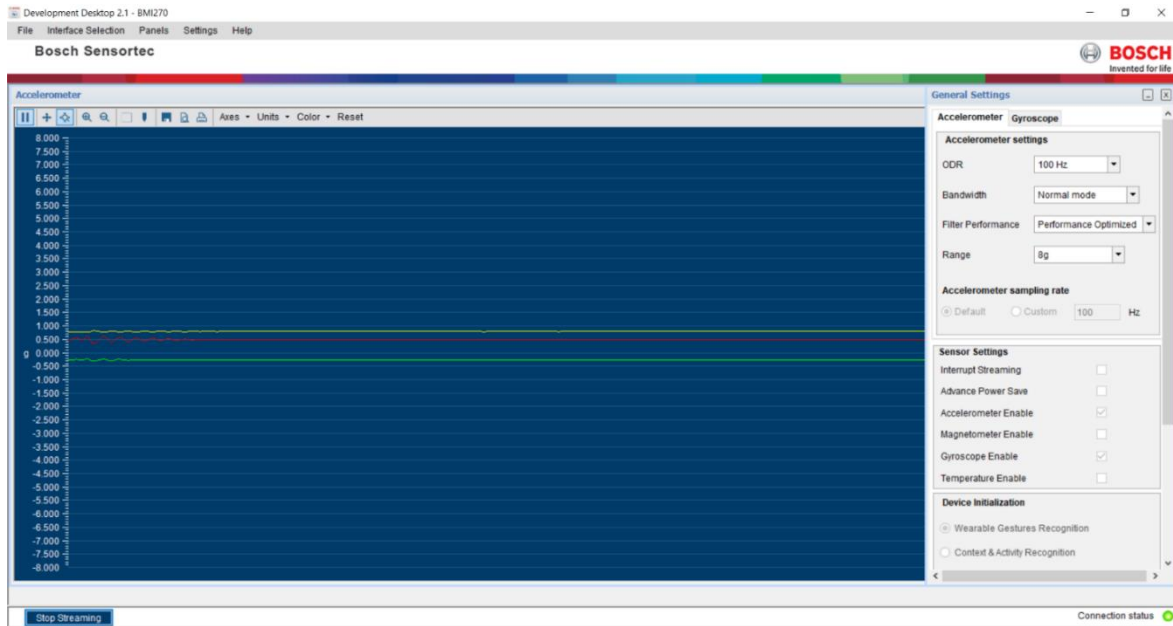 Development Desktop 2.1 - BMI270
File Interface Selection Panels Settings Help
Bosch Sensortec
BOSCH
Invented for life
Accelerometer
Axes Units Color Reset
8.000
7.500
7.000
6.500
6.000
5.500
5.000
4.500
4.000
3.500
3.000
2.500
2.000
1.500
1.000
0.500
g 0.000
-0.500
-1.000
-1.500
-2.000
-2.500
-3.000
-3.500
-4.000
-4.500
-5.000
-5.500
-6.000
-6.500
-7.000
-7.500
-8.000
General Settings
Accelerometer Gyroscope
Accelerometer settings
ODR 100 Hz
Bandwidth Normal mode
Filter Performance Performance Optimized
Range 8g
Accelerometer sampling rate
Default Custom 100 Hz
Sensor Settings
Interrupt Streaming
Advance Power Save
Accelerometer Enable
Magnetometer Enable
Gyroscope Enable
Temperature Enable
Device Initialization
Wearable Gestures Recognition
Context & Activity Recognition
Stop Streaming
Connection status